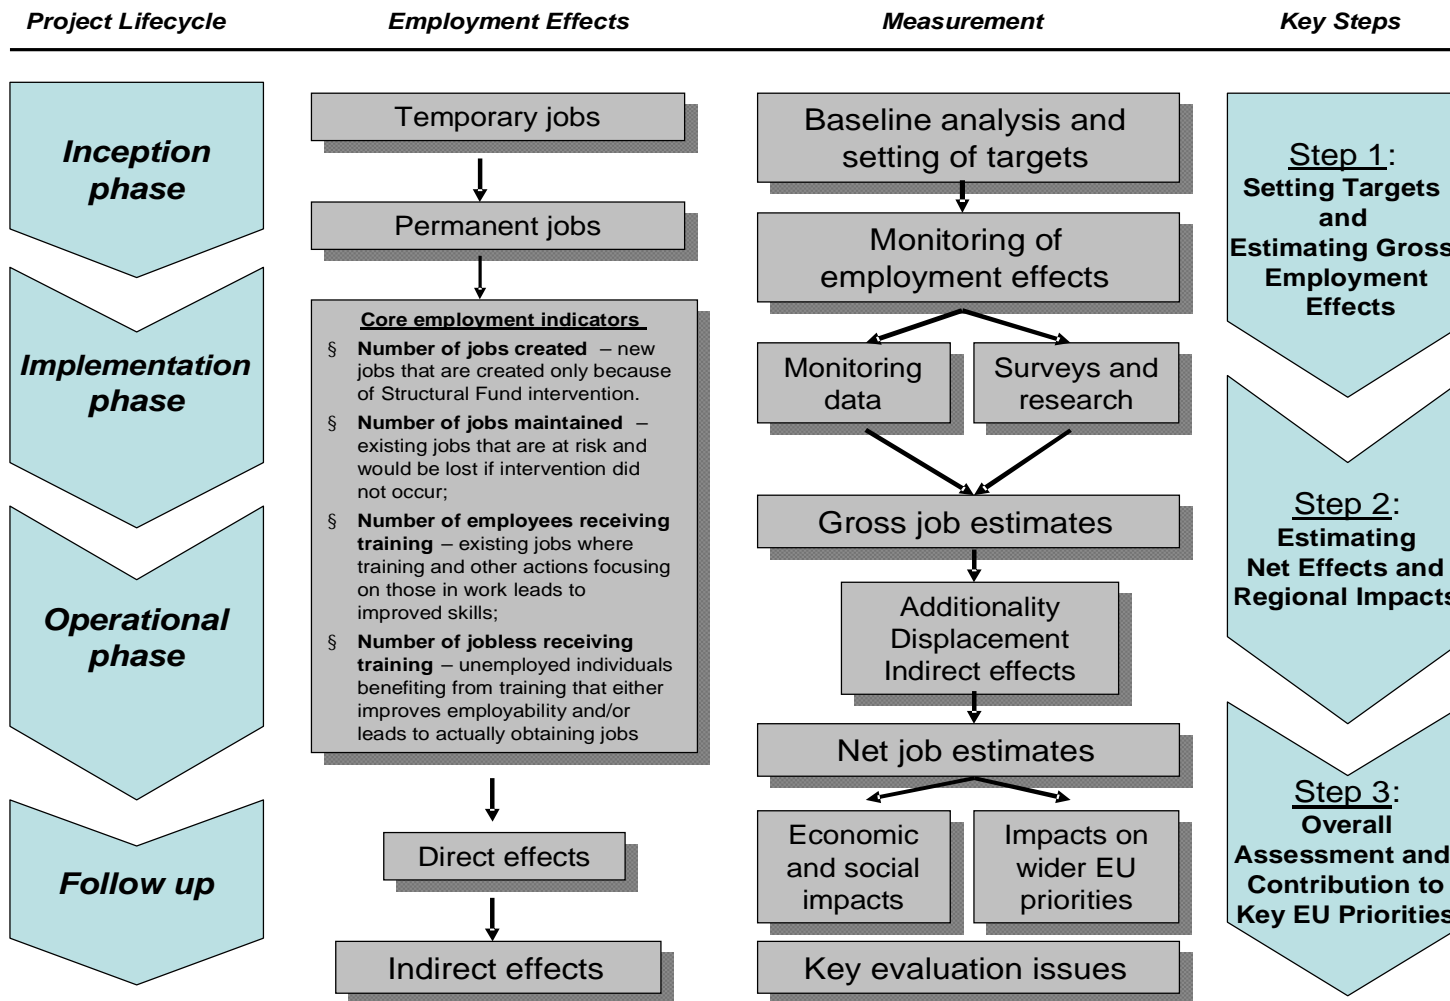 Project Lifecycle
Employment Effects
Measurement
Key Steps
Inception
phase
Implementation
phase
Operational
phase
Follow up
Temporary jobs
Permanent jobs
Core employment indicators
§ Number of jobs created – new
jobs that are created only because
of Structural Fund intervention.
§ Number of jobs maintained –
existing jobs that are at risk and
would be lost if intervention did
not occur;
§ Number of employees receiving
training – existing jobs where
training and other actions focusing
on those in work leads to
improved skills;
§ Number of jobless receiving
training – unemployed individuals
benefiting from training that either
improves employability and/or
leads to actually obtaining jobs
Direct effects
Indirect effects
Baseline analysis and
setting of targets
Monitoring of
employment effects
Monitoring
data
Surveys and
research
Gross job estimates
Additionality
Displacement
Indirect effects
Net job estimates
Economic
and social
impacts
Impacts on
wider EU
priorities
Key evaluation issues
Step 1:
Setting Targets
and
Estimating Gross
Employment
Effects
Step 2:
Estimating
Net Effects and
Regional Impacts
Step 3:
Overall
Assessment and
Contribution to
Key EU Priorities